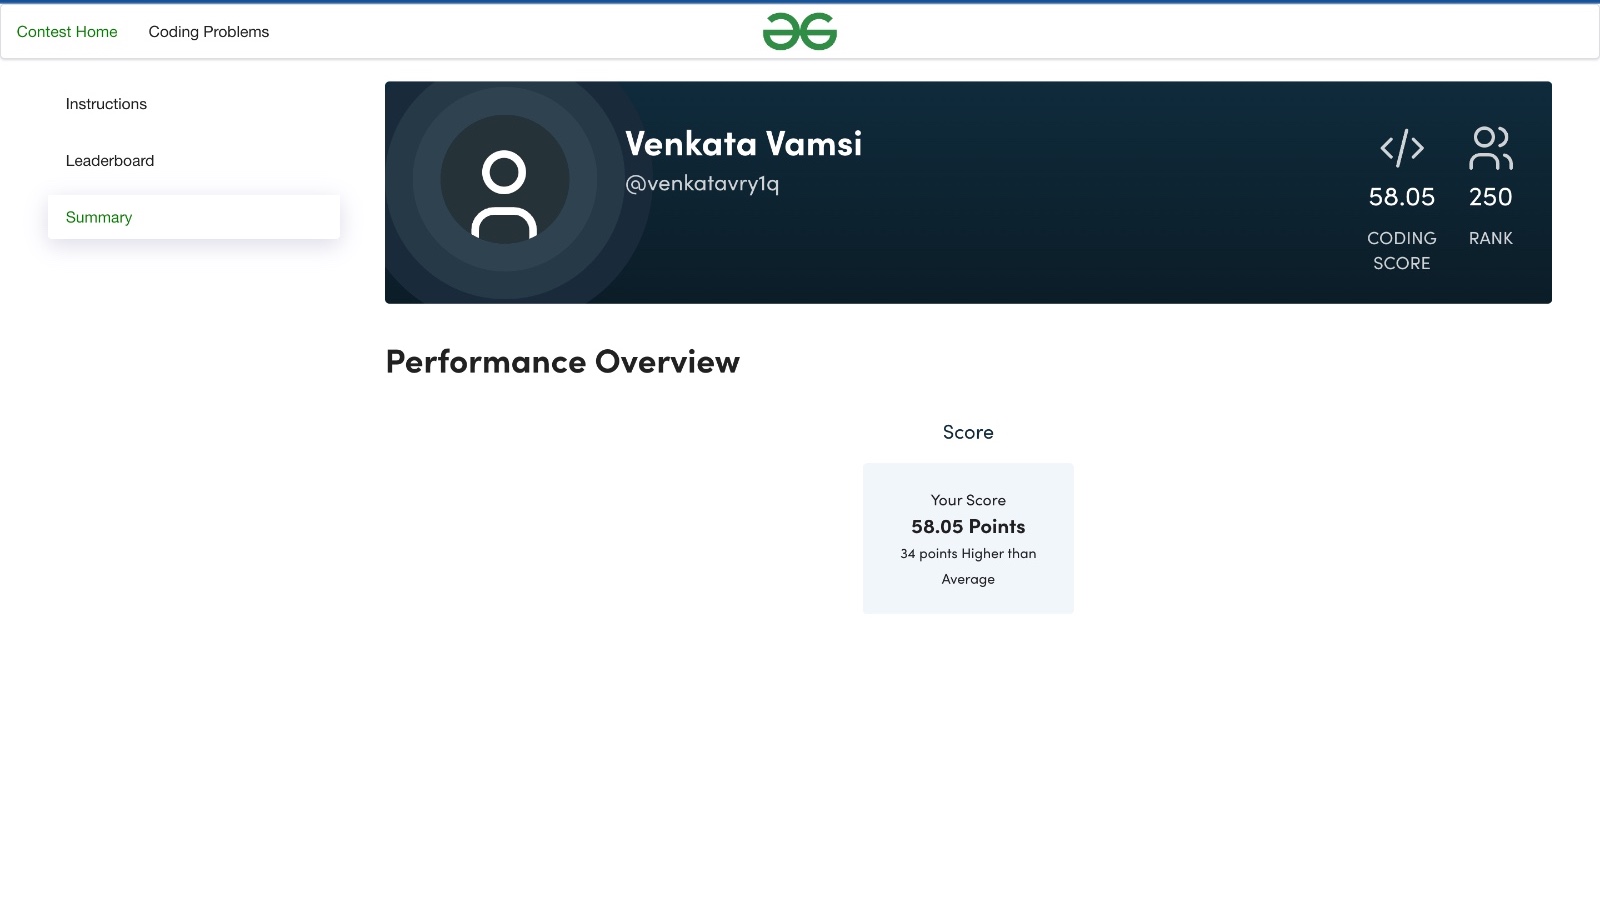 Contest Home
Coding Problems
Instructions
Leaderboard
Summary
Venkata Vamsi
@venkatavry1q
58.05
CODING
SCORE
250
RANK
Performance Overview
Score
Your Score
58.05 Points
34 points Higher than
Average